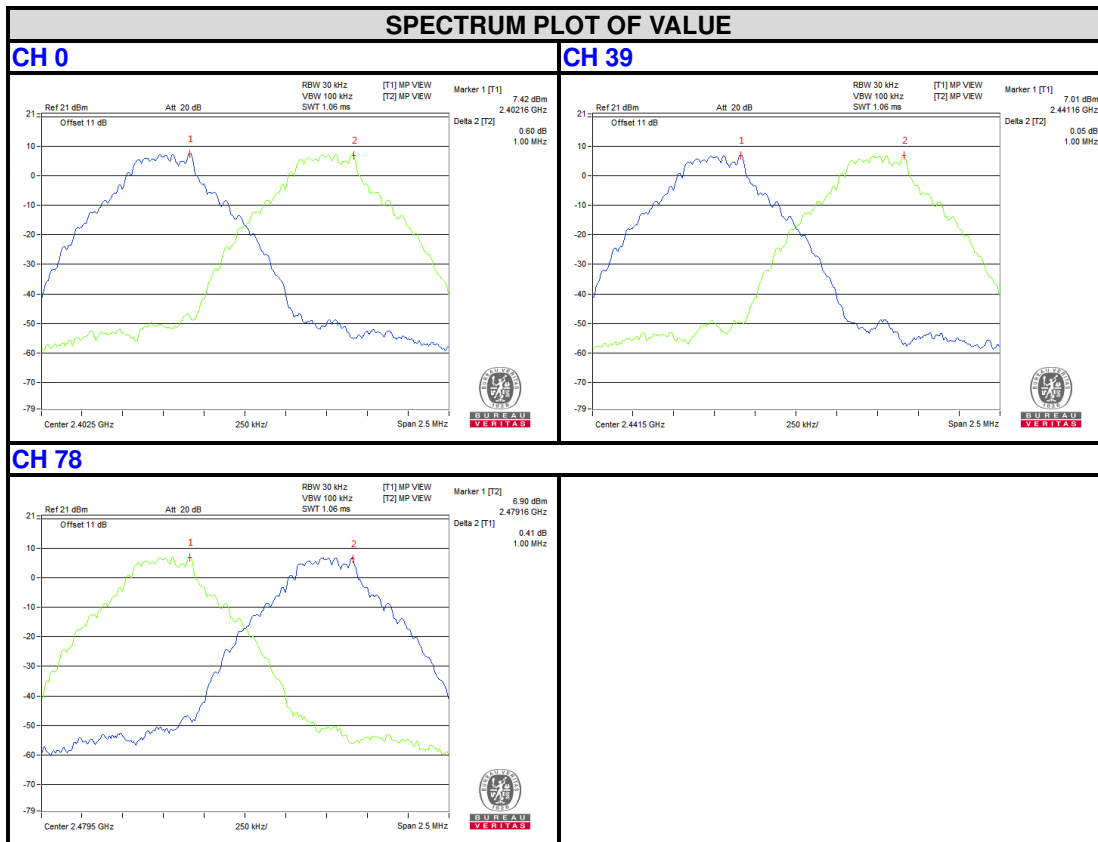 SPECTRUM PLOT OF VALUE
CH 0
RBW 30 kHz [T1] MP VIEW
VBW 100 kHz [T2] MP VIEW
SWT 1.06 ms
Ref 21 dBm Att 20 dB
Marker 1 [T1]
7.42 dBm
2.40216 GHz
Delta 2 [T2]
0.60 dB
1.00 MHz
21
Offset 11 dB
1 2
10
0
-10
-20
-30
-40
-50
-60
-70
-79
Center 2.4025 GHz 250 kHz/ Span 2.5 MHz
BUREAU VERITAS
1828
BUREAU
VERITAS
CH 39
RBW 30 kHz [T1] MP VIEW
VBW 100 kHz [T2] MP VIEW
SWT 1.06 ms
Ref 21 dBm Att 20 dB
Marker 1 [T1]
7.01 dBm
2.44116 GHz
Delta 2 [T2]
0.05 dB
1.00 MHz
21
Offset 11 dB
1 2
10
0
-10
-20
-30
-40
-50
-60
-70
-79
Center 2.4415 GHz 250 kHz/ Span 2.5 MHz
BUREAU VERITAS
1828
BUREAU
VERITAS
CH 78
RBW 30 kHz [T1] MP VIEW
VBW 100 kHz [T2] MP VIEW
SWT 1.06 ms
Ref 21 dBm Att 20 dB
Marker 1 [T2]
6.90 dBm
2.47916 GHz
Delta 2 [T1]
0.41 dB
1.00 MHz
21
Offset 11 dB
1 2
10
0
-10
-20
-30
-40
-50
-60
-70
-79
Center 2.4795 GHz 250 kHz/ Span 2.5 MHz
BUREAU VERITAS
1828
BUREAU
VERITAS